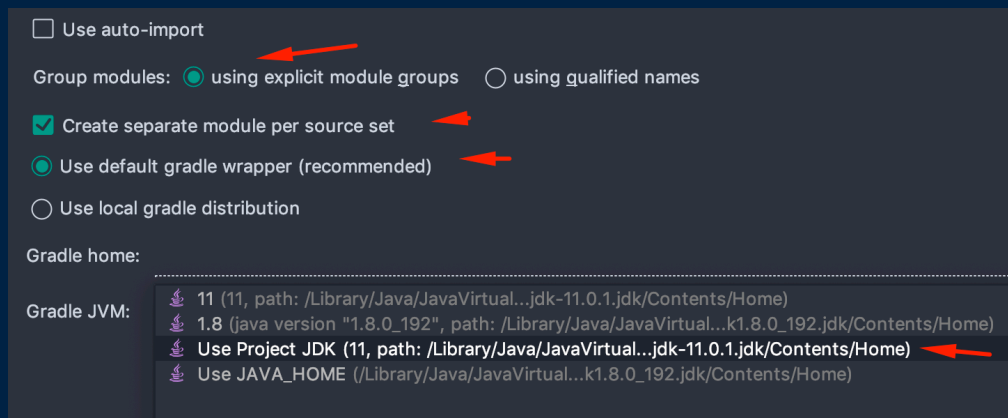 Use auto-import
Group modules: using explicit module groups using qualified names
Create separate module per source set
Use default gradle wrapper (recommended)
Use local gradle distribution
Gradle home:
Gradle JVM:
11 (11, path: /Library/Java/JavaVirtual...jdk-11.0.1.jdk/Contents/Home)
1.8 (java version "1.8.0_192", path: /Library/Java/JavaVirtual...k1.8.0_192.jdk/Contents/Home)
Use Project JDK (11, path: /Library/Java/JavaVirtual...jdk-11.0.1.jdk/Contents/Home)
Use JAVA_HOME (/Library/Java/JavaVirtual...k1.8.0_192.jdk/Contents/Home)